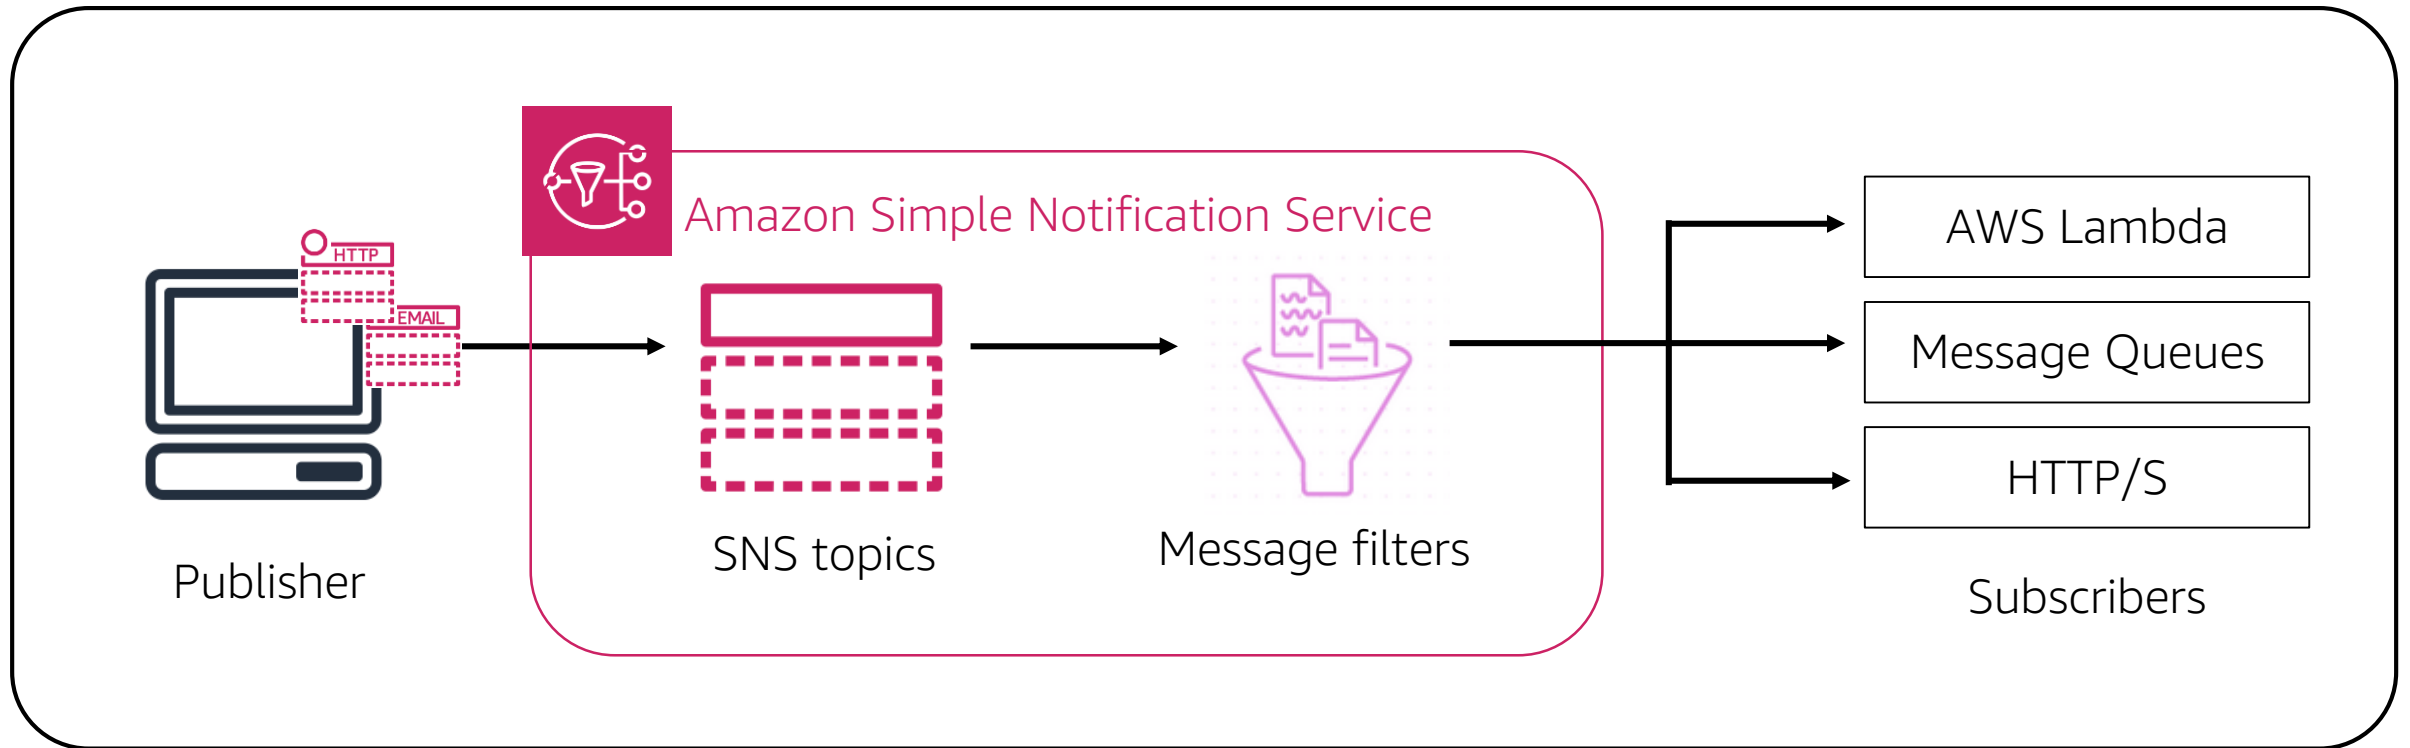 Amazon Simple Notification Service
HTTP
EMAIL
Publisher
SNS topics
Message filters
AWS Lambda
Message Queues
HTTP/S
Subscribers